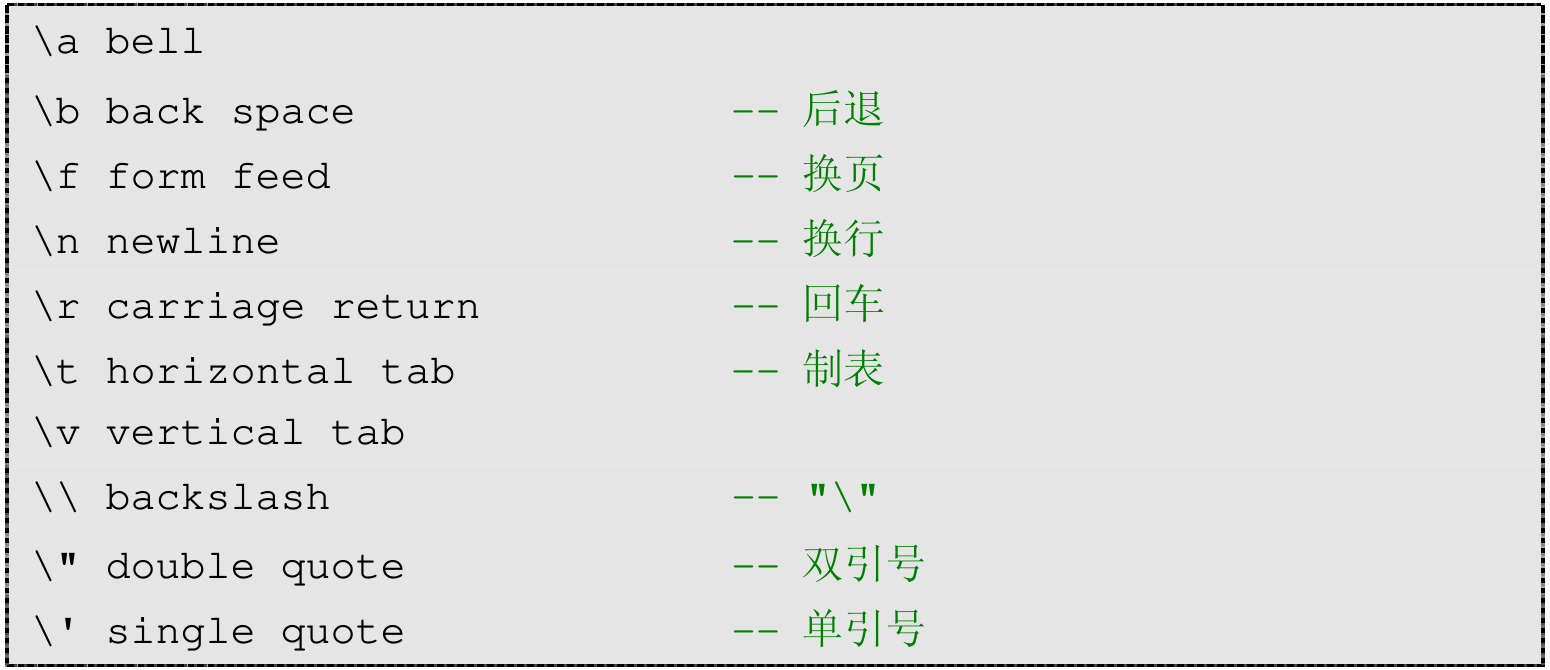 \a bell
\b back space -- 后退
\f form feed -- 换页
\n newline -- 换行
\r carriage return -- 回车
\t horizontal tab -- 制表
\v vertical tab
\\ backslash -- "\"
\" double quote -- 双引号
\' single quote -- 单引号